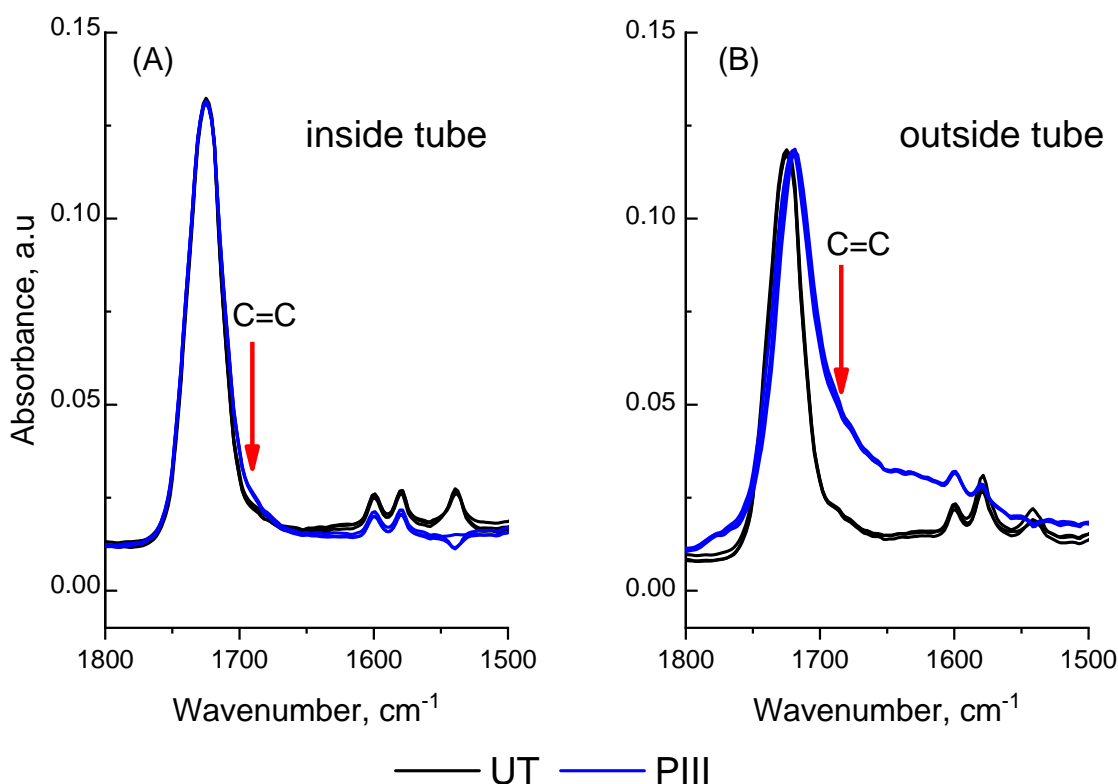 (A)
inside tube
C=C
Absorbance, a.u
0.15
0.10
0.05
0.00
1800 1700 1600 1500
Wavenumber, cm⁻¹
(B)
outside tube
C=C
0.15
0.10
0.05
0.00
1800 1700 1600 1500
Wavenumber, cm⁻¹
UT PIII